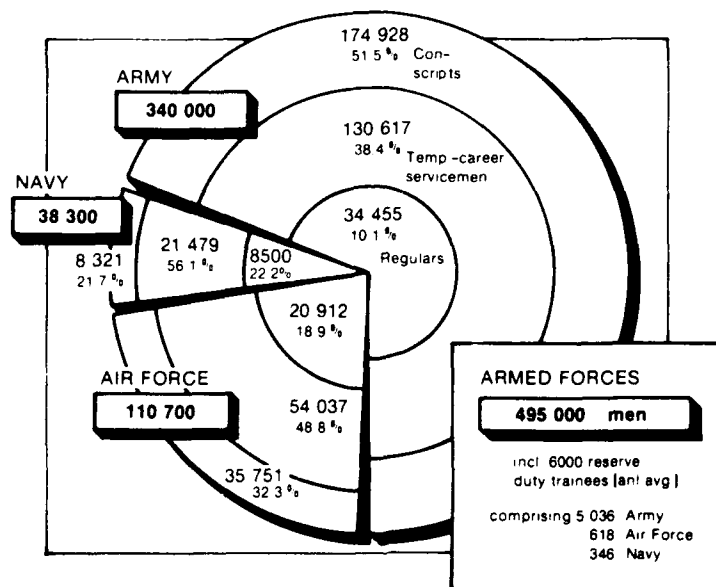 174 928
51 5 % Con-
scripts
ARMY
340 000
130 617
38.4 % Temp-career
servicemen
NAVY
38 300
34 455
10 1 %
Regulars
8 321
21 7 %
21 479
56 1 %
8500
22 2%
20 912
18 9 %
AIR FORCE
110 700
54 037
48 8 %
35 751
32 3 %
ARMED FORCES
495 000 men
incl 6000 reserve
duty trainees [anl avg]
comprising 5 036 Army
618 Air Force
346 Navy